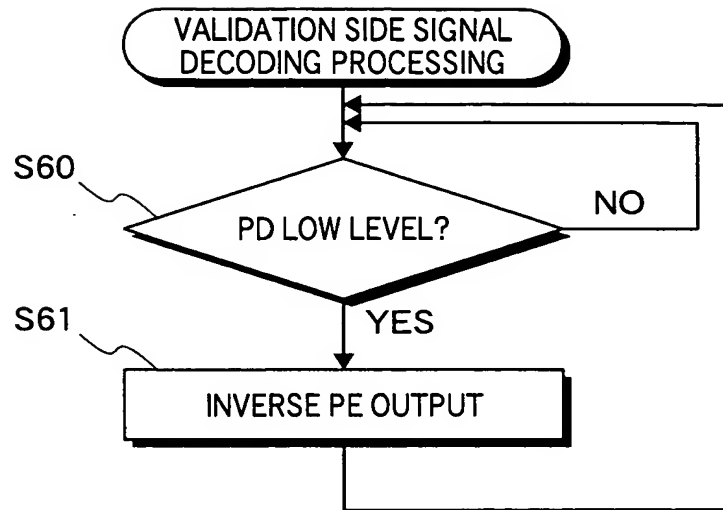 VALIDATION SIDE SIGNAL
DECODING PROCESSING
S60
PD LOW LEVEL?
NO
YES
S61
INVERSE PE OUTPUT